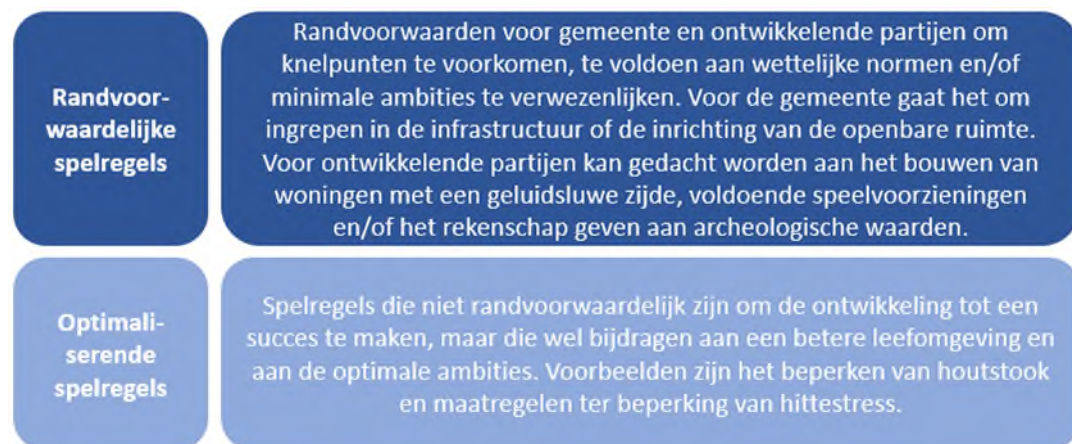 Randvoor-
waardelijke
spelregels
Randvoorwaarden voor gemeente en ontwikkelende partijen om
knelpunten te voorkomen, te voldoen aan wettelijke normen en/of
minimale ambities te verwezenlijken. Voor de gemeente gaat het om
ingrepen in de infrastructuur of de inrichting van de openbare ruimte.
Voor ontwikkelende partijen kan gedacht worden aan het bouwen van
woningen met een geluidsluwe zijde, voldoende speelvoorzieningen
en/of het rekenschap geven aan archeologische waarden.
Optimali-
serende
spelregels
Spelregels die niet randvoorwaardelijk zijn om de ontwikkeling tot een
succes te maken, maar die wel bijdragen aan een betere leefomgeving en
aan de optimale ambities. Voorbeelden zijn het beperken van houtstook
en maatregelen ter beperking van hittestress.